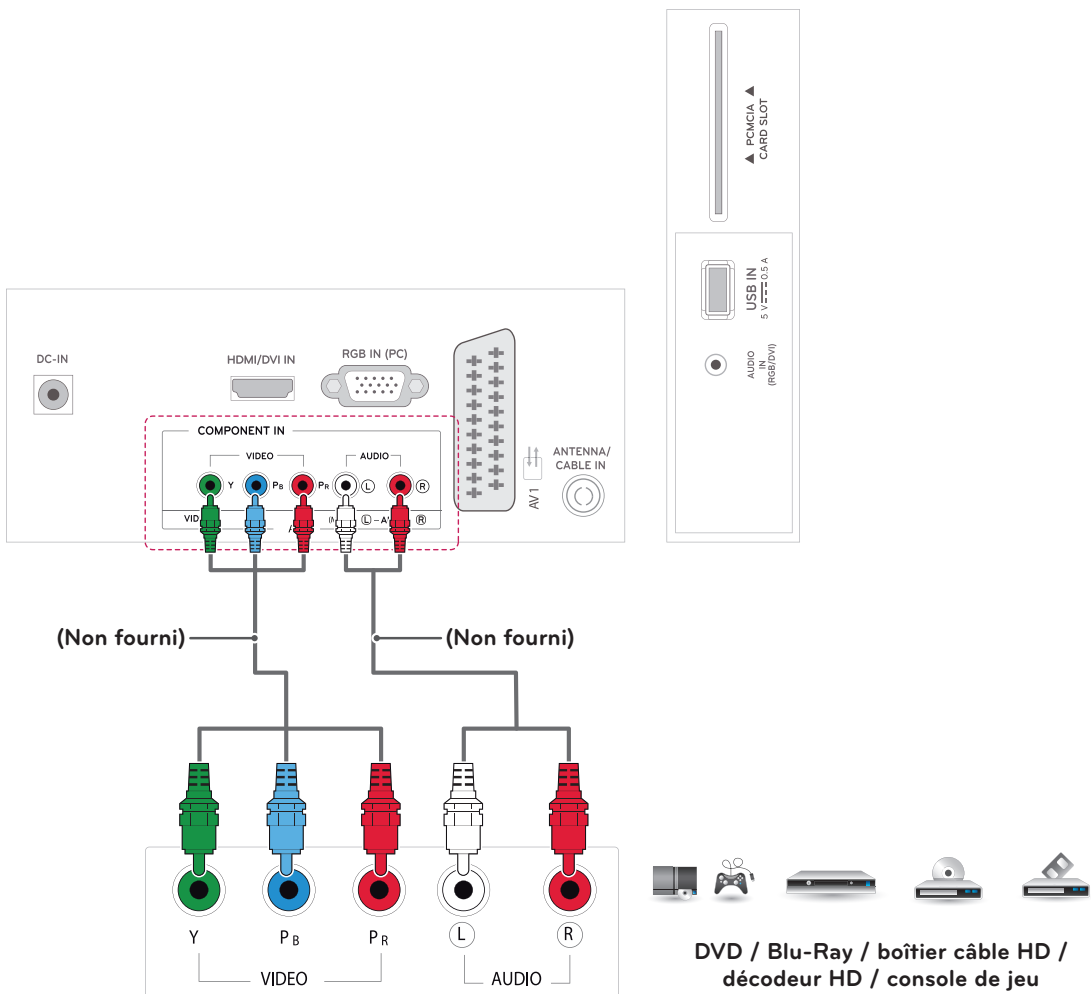 ▲ PCMCIA ▲
CARD SLOT
USB IN
5 V 0.5 A
AUDIO
IN
(RGB/DVI)
DC-IN
HDMI/DVI IN
RGB IN (PC)
COMPONENT IN
VIDEO
AUDIO
Y
PB
PR
L
R
VID
L
R
AV1
ANTENNA/
CABLE IN
(Non fourni)
(Non fourni)
Y
PB
PR
L
R
VIDEO
AUDIO
DVD / Blu-Ray / boîtier câble HD /
décodeur HD / console de jeu